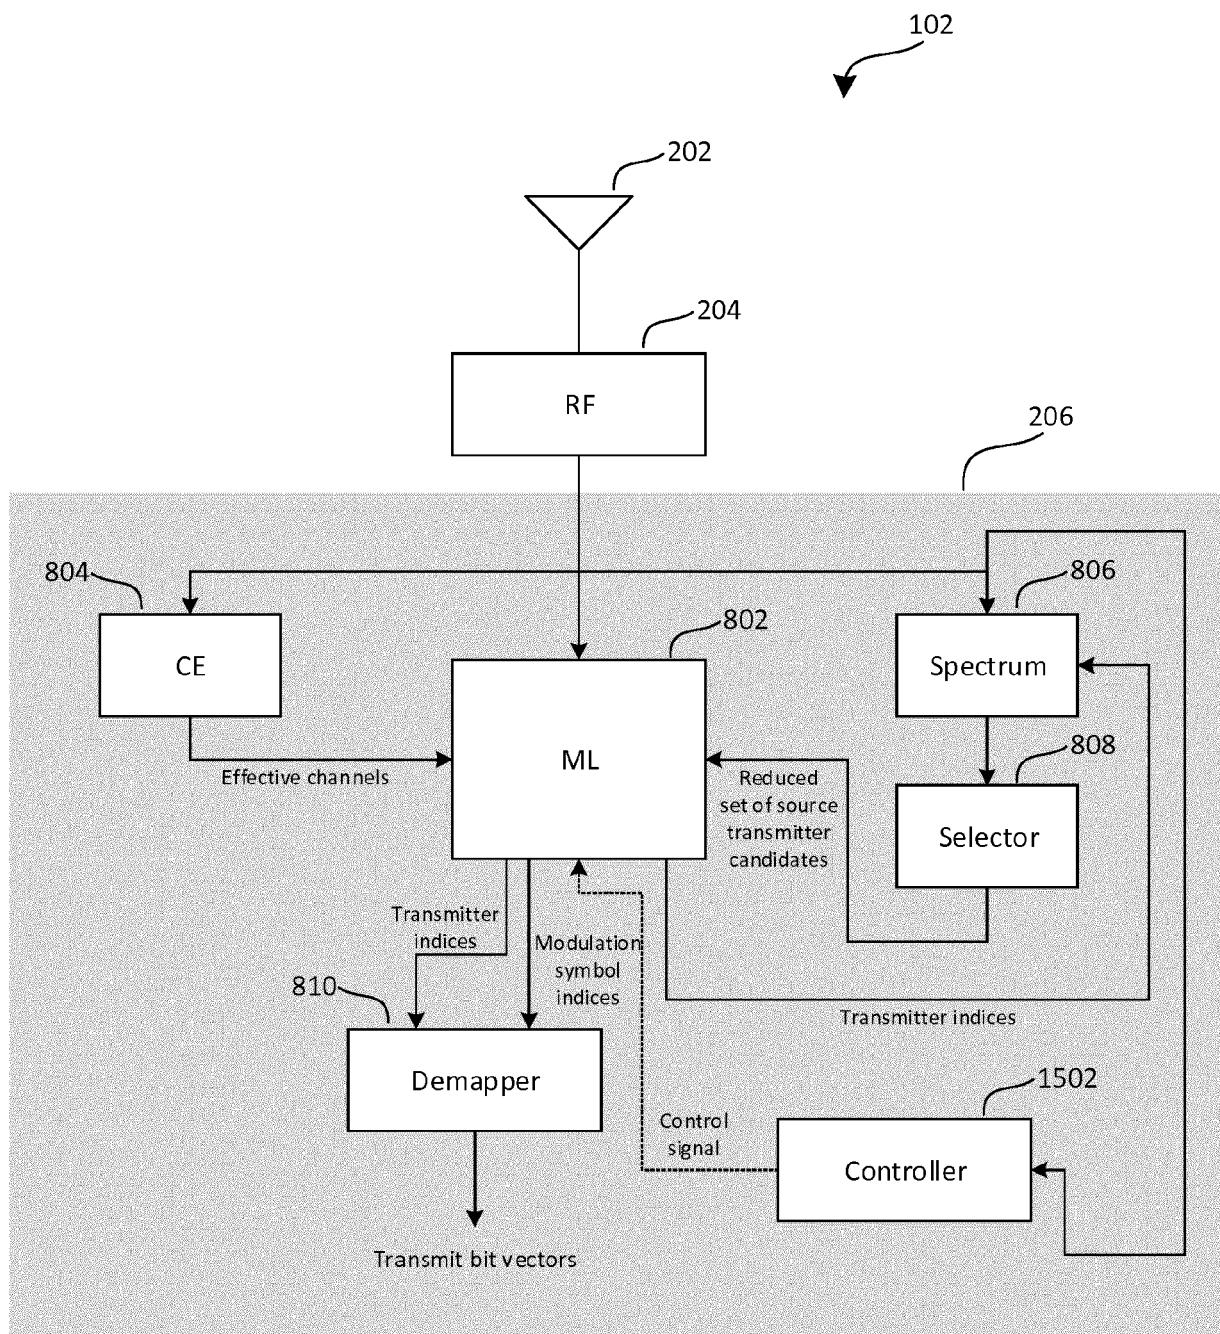 102
202
204
RF
206
804
806
CE
802
Spectrum
ML
808
Effective channels
Reduced
set of source
transmitter
candidates
Selector
Transmitter
indices
Modulation
symbol
indices
810
Transmitter indices
Demapper
1502
Control
signal
Controller
Transmit bit vectors